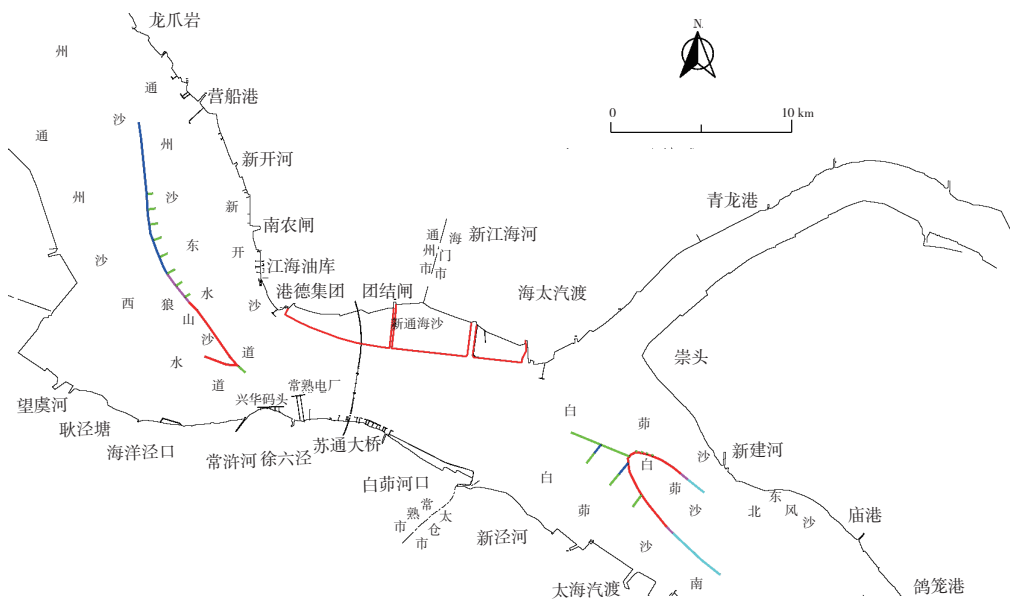 龙爪岩
营船港
新开河
南农闸
江海油库
港德集团
团结闸
新江海河
海太汽渡
青龙港
N
0
10 km
通州沙
通州沙东水道
新开沙
通州沙西水道
狼山沙
通州市
海门市
新通海沙
崇头
望虞河
耿泾塘
海洋泾口
常浒河
徐六泾
兴华码头
常熟电厂
苏通大桥
白茆河口
常熟市
太仓市
新泾河
太海汽渡
白茆沙北
白茆沙
白茆沙南
新建河
东风沙
庙港
鸽笼港